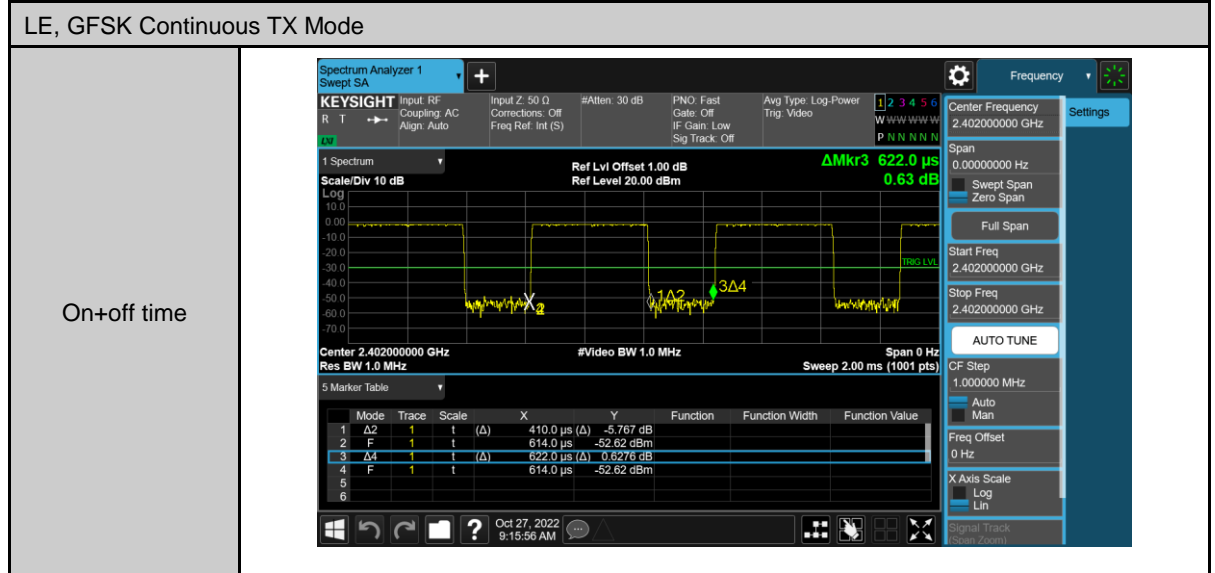 LE, GFSK Continuous TX Mode
On+off time
Spectrum Analyzer 1
Swept SA
Frequency
KEYSIGHT
R T
LXI
Input: RF
Coupling: AC
Align: Auto
Input Z: 50 Ω
Corrections: Off
Freq Ref: Int (S)
#Atten: 30 dB
PNO: Fast
Gate: Off
IF Gain: Low
Sig Track: Off
Avg Type: Log-Power
Trig: Video
1 2 3 4 5 6
W W W W W W
P N N N N N
1 Spectrum
Scale/Div 10 dB
Ref Lvl Offset 1.00 dB
Ref Level 20.00 dBm
ΔMkr3 622.0 µs
0.63 dB
Log
10.0
0.00
-10.0
-20.0
-30.0
-40.0
-50.0
-60.0
-70.0
TRIG LVL
1Δ2
3Δ4
Center 2.402000000 GHz
#Video BW 1.0 MHz
Span 0 Hz
Res BW 1.0 MHz
Sweep 2.00 ms (1001 pts)
5 Marker Table
Mode Trace Scale X Y Function Function Width Function Value
1 Δ2 1 t (Δ) 410.0 µs (Δ) -5.767 dB
2 F 1 t 614.0 µs -52.62 dBm
3 Δ4 1 t (Δ) 622.0 µs (Δ) 0.6276 dB
4 F 1 t 614.0 µs -52.62 dBm
5
6
?
Oct 27, 2022
9:15:56 AM
Settings
Center Frequency
2.402000000 GHz
Span
0.00000000 Hz
Swept Span
Zero Span
Full Span
Start Freq
2.402000000 GHz
Stop Freq
2.402000000 GHz
AUTO TUNE
CF Step
1.000000 MHz
Auto
Man
Freq Offset
0 Hz
X Axis Scale
Log
Lin
Signal Track
(Span Zoom)